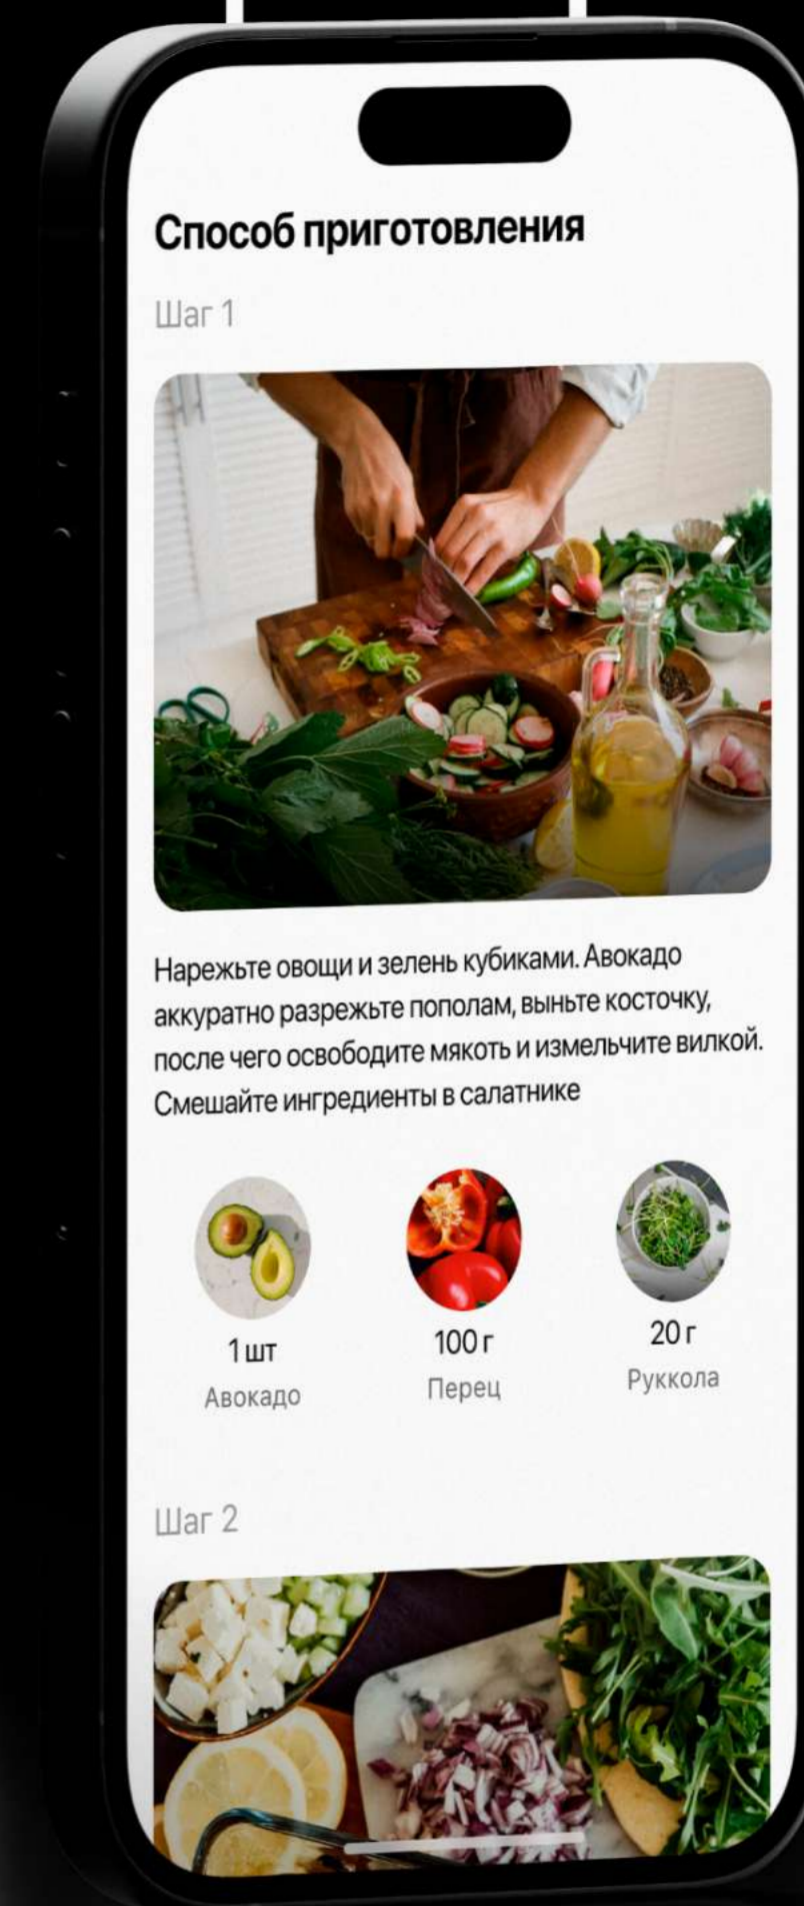 Способ приготовления
Шаг 1
Нарежьте овощи и зелень кубиками. Авокадо
аккуратно разрежьте пополам, выньте косточку,
после чего освободите мякоть и измельчите вилкой.
Смешайте ингредиенты в салатнике
1 шт
100 г
20 г
Авокадо
Перец
Руккола
Шаг 2